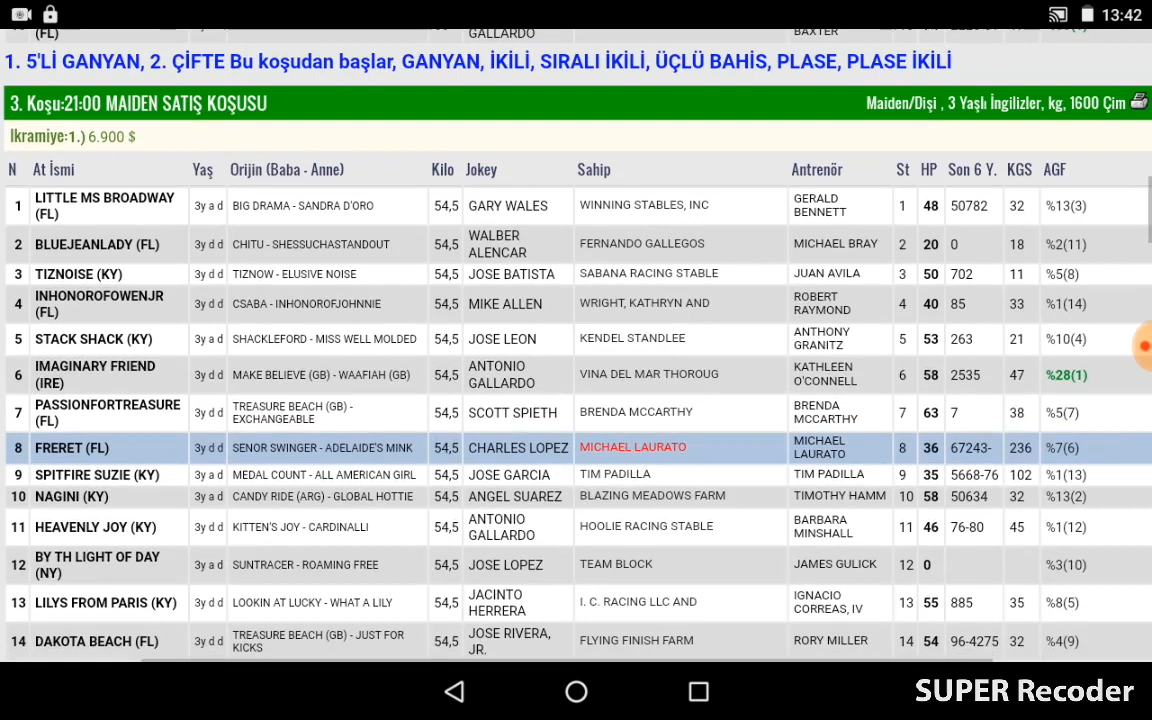 13:42
(FL) GALLARDO BAXTER
1. 5'Lİ GANYAN, 2. ÇİFTE Bu koşudan başlar, GANYAN, İKİLİ, SIRALI İKİLİ, ÜÇLÜ BAHİS, PLASE, PLASE İKİLİ
3. Koşu:21:00 MAIDEN SATIŞ KOŞUSU Maiden/Dişi , 3 Yaşlı İngilizler, kg, 1600 Çim
Ikramiye:1.) 6.900 $
N At İsmi Yaş Orijin (Baba - Anne) Kilo Jokey Sahip Antrenör St HP Son 6 Y. KGS AGF
1 LITTLE MS BROADWAY (FL) 3y a d BIG DRAMA - SANDRA D'ORO 54,5 GARY WALES WINNING STABLES, INC GERALD BENNETT 1 48 50782 32 %13(3)
2 BLUEJEANLADY (FL) 3y d d CHITU - SHESSUCHASTANDOUT 54,5 WALBER ALENCAR FERNANDO GALLEGOS MICHAEL BRAY 2 20 0 18 %2(11)
3 TIZNOISE (KY) 3y d d TIZNOW - ELUSIVE NOISE 54,5 JOSE BATISTA SABANA RACING STABLE JUAN AVILA 3 50 702 11 %5(8)
4 INHONOROFOWENJR (FL) 3y d d CSABA - INHONOROFJOHNNIE 54,5 MIKE ALLEN WRIGHT, KATHRYN AND ROBERT RAYMOND 4 40 85 33 %1(14)
5 STACK SHACK (KY) 3y d d SHACKLEFORD - MISS WELL MOLDED 54,5 JOSE LEON KENDEL STANDLEE ANTHONY GRANITZ 5 53 263 21 %10(4)
6 IMAGINARY FRIEND (IRE) 3y d d MAKE BELIEVE (GB) - WAAFIAH (GB) 54,5 ANTONIO GALLARDO VINA DEL MAR THOROUG KATHLEEN O'CONNELL 6 58 2535 47 %28(1)
7 PASSIONFORTREASURE (FL) 3y d d TREASURE BEACH (GB) - EXCHANGEABLE 54,5 SCOTT SPIETH BRENDA MCCARTHY BRENDA MCCARTHY 7 63 7 38 %5(7)
8 FRERET (FL) 3y d d SENOR SWINGER - ADELAIDE'S MINK 54,5 CHARLES LOPEZ MICHAEL LAURATO MICHAEL LAURATO 8 36 67243- 236 %7(6)
9 SPITFIRE SUZIE (KY) 3y a d MEDAL COUNT - ALL AMERICAN GIRL 54,5 JOSE GARCIA TIM PADILLA TIM PADILLA 9 35 5668-76 102 %1(13)
10 NAGINI (KY) 3y d d CANDY RIDE (ARG) - GLOBAL HOTTIE 54,5 ANGEL SUAREZ BLAZING MEADOWS FARM TIMOTHY HAMM 10 58 50634 32 %13(2)
11 HEAVENLY JOY (KY) 3y d d KITTEN'S JOY - CARDINALLI 54,5 ANTONIO GALLARDO HOOLIE RACING STABLE BARBARA MINSHALL 11 46 76-80 45 %1(12)
12 BY TH LIGHT OF DAY (NY) 3y a d SUNTRACER - ROAMING FREE 54,5 JOSE LOPEZ TEAM BLOCK JAMES GULICK 12 0 %3(10)
13 LILYS FROM PARIS (KY) 3y d d LOOKIN AT LUCKY - WHAT A LILY 54,5 JACINTO HERRERA I. C. RACING LLC AND IGNACIO CORREAS, IV 13 55 885 35 %8(5)
14 DAKOTA BEACH (FL) 3y d d TREASURE BEACH (GB) - JUST FOR KICKS 54,5 JOSE RIVERA, JR. FLYING FINISH FARM RORY MILLER 14 54 96-4275 32 %4(9)
SUPER Recoder